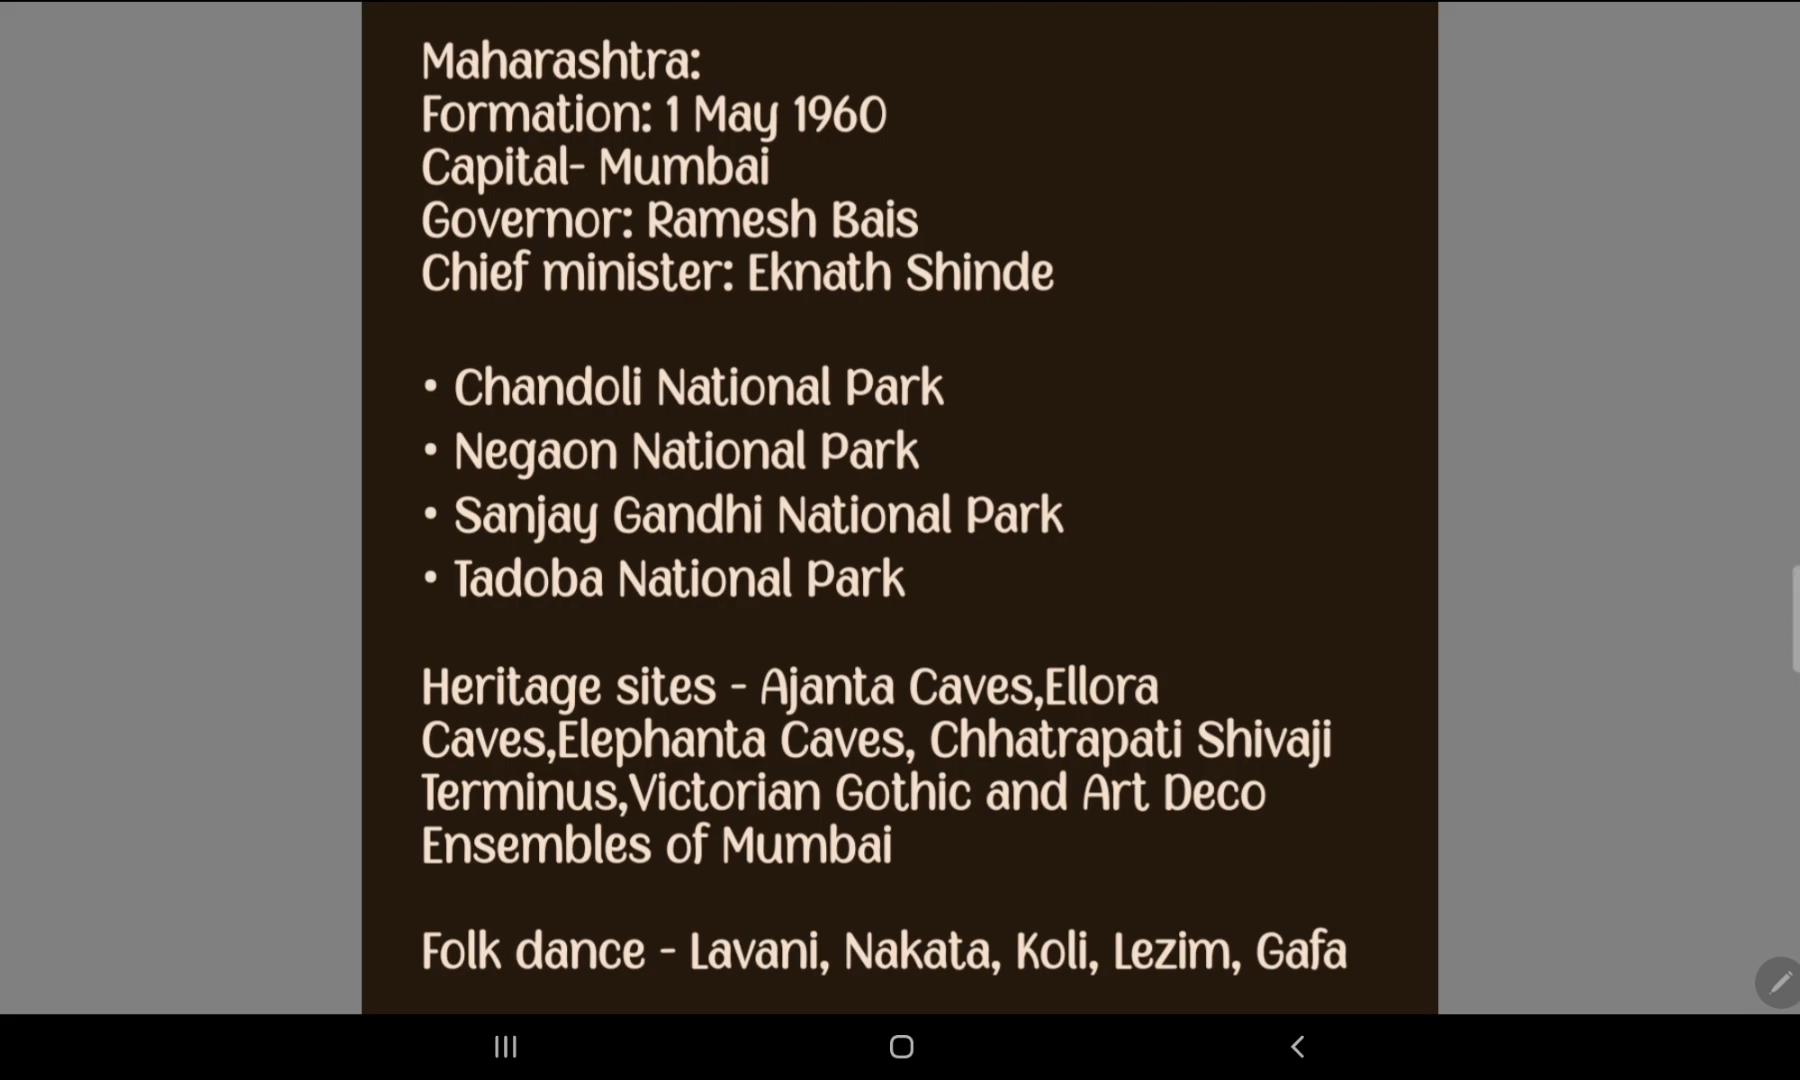 Maharashtra:
Formation: 1 May 1960
Capital- Mumbai
Governor: Ramesh Bais
Chief minister: Eknath Shinde
• Chandoli National Park
• Negaon National Park
• Sanjay Gandhi National Park
• Tadoba National Park
Heritage sites - Ajanta Caves,Ellora
Caves,Elephanta Caves, Chhatrapati Shivaji
Terminus,Victorian Gothic and Art Deco
Ensembles of Mumbai
Folk dance - Lavani, Nakata, Koli, Lezim, Gafa